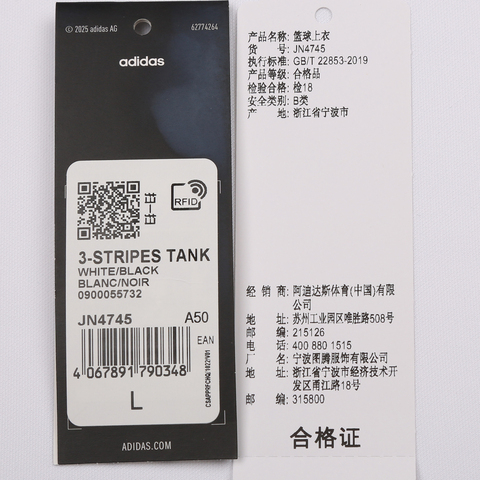 © 2025 adidas AG
62774264
adidas
RFID
3-STRIPES TANK
WHITE/BLACK
BLANC/NOIR
0900055732
JN4745
A50
EAN
4 067891 790348
L
ADIDAS.COM
产品名称: 篮球上衣
货 号: JN4745
执行标准: GB/T 22853-2019
产品等级: 合格品
检验合格: 检18
安全类别: B类
产 地: 浙江省宁波市
经 销 商: 阿迪达斯体育(中国)有限
公司
地 址: 苏州工业园区唯胜路508号
邮 编: 215126
电 话: 400 880 1515
厂 名: 宁波图腾服饰有限公司
地 址: 浙江省宁波市经济技术开
发区甬江路18号
邮 编: 315800
合格证